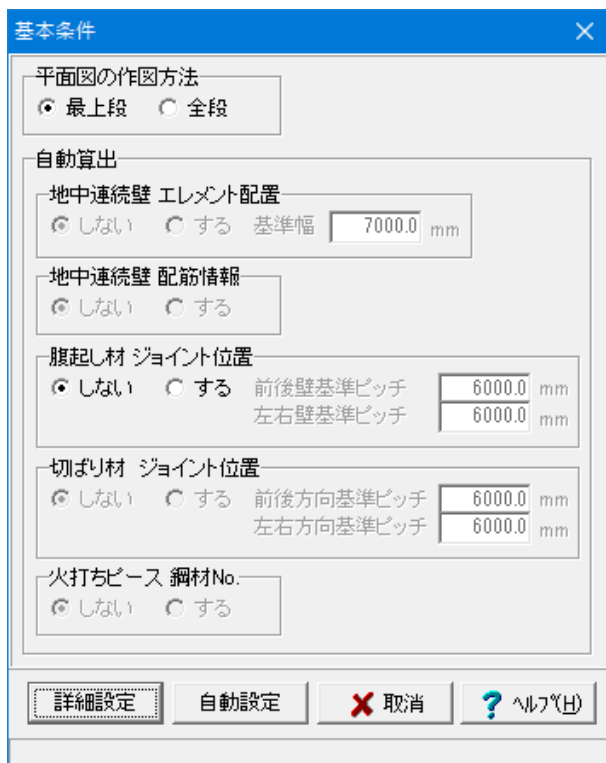 基本条件
平面図の作図方法
最上段 全段
自動算出
地中連続壁 エレメント配置
しない する 基準幅 7000.0 mm
地中連続壁 配筋情報
しない する
腹起し材 ジョイント位置
しない する 前後壁基準ピッチ 6000.0 mm
左右壁基準ピッチ 6000.0 mm
切ばり材 ジョイント位置
しない する 前後方向基準ピッチ 6000.0 mm
左右方向基準ピッチ 6000.0 mm
火打ちピース 鋼材No.
しない する
詳細設定 自動設定 取消 ? ヘルプ(H)